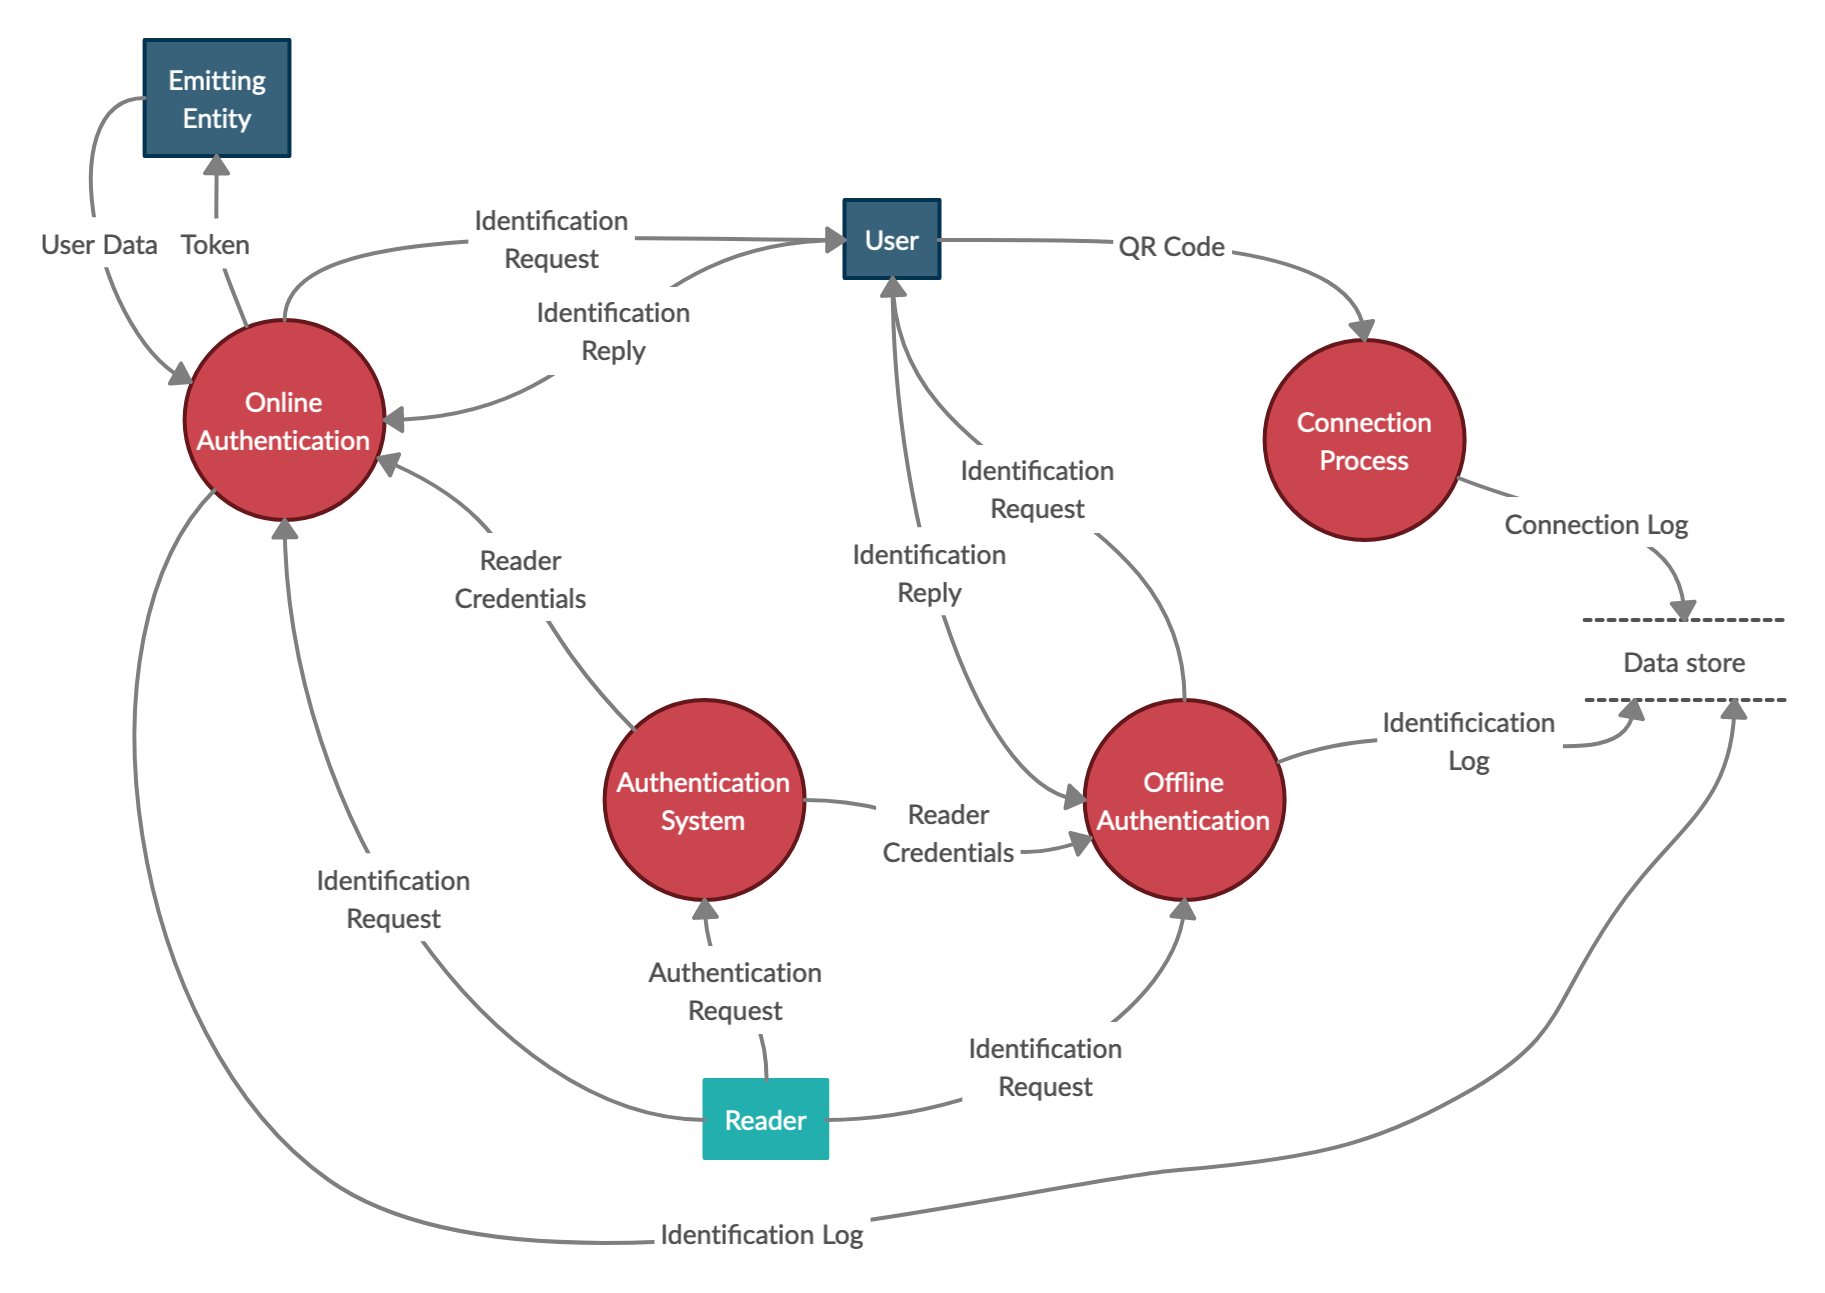 Emitting
Entity
User Data
Token
Identification
Request
User
QR Code
Identification
Reply
Online
Authentication
Connection
Process
Identification
Request
Connection Log
Reader
Credentials
Identification
Reply
Data store
Identificication
Log
Authentication
System
Offline
Authentication
Reader
Credentials
Identification
Request
Authentication
Request
Identification
Request
Reader
Identification Log